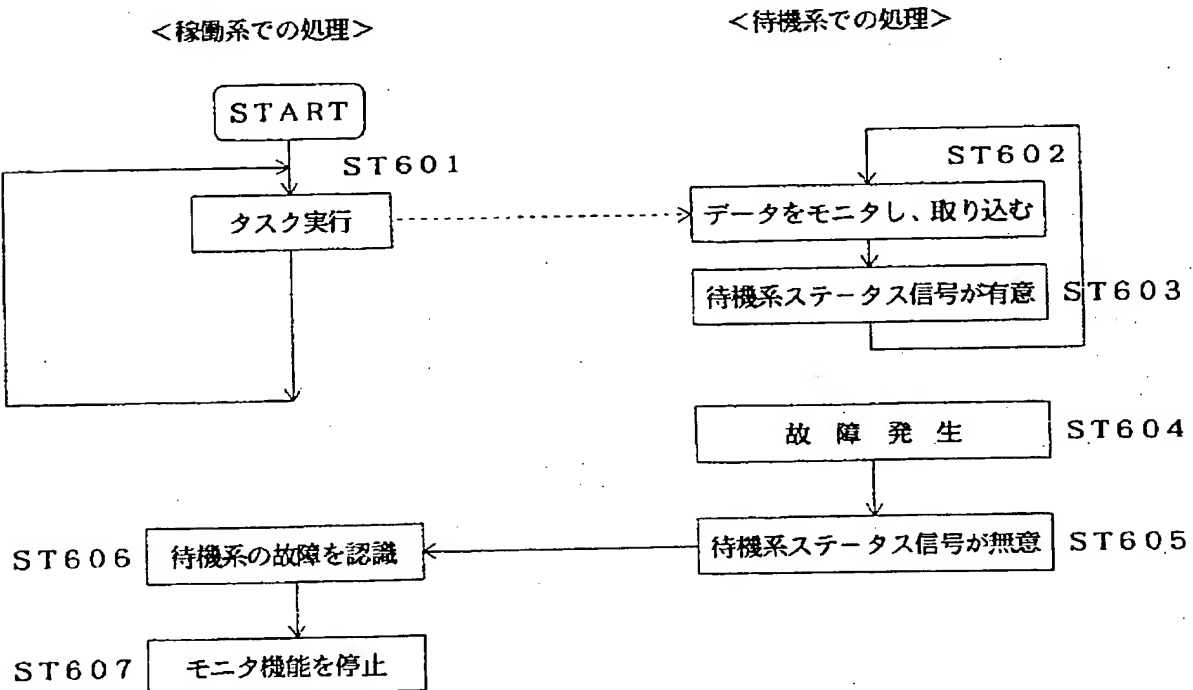 <稼働系での処理>
<待機系での処理>
START
ST601
タスク実行
ST602
データをモニタし、取り込む
待機系ステータス信号が有意
ST603
故障発生
ST604
待機系ステータス信号が無意
ST605
ST606
待機系の故障を認識
ST607
モニタ機能を停止